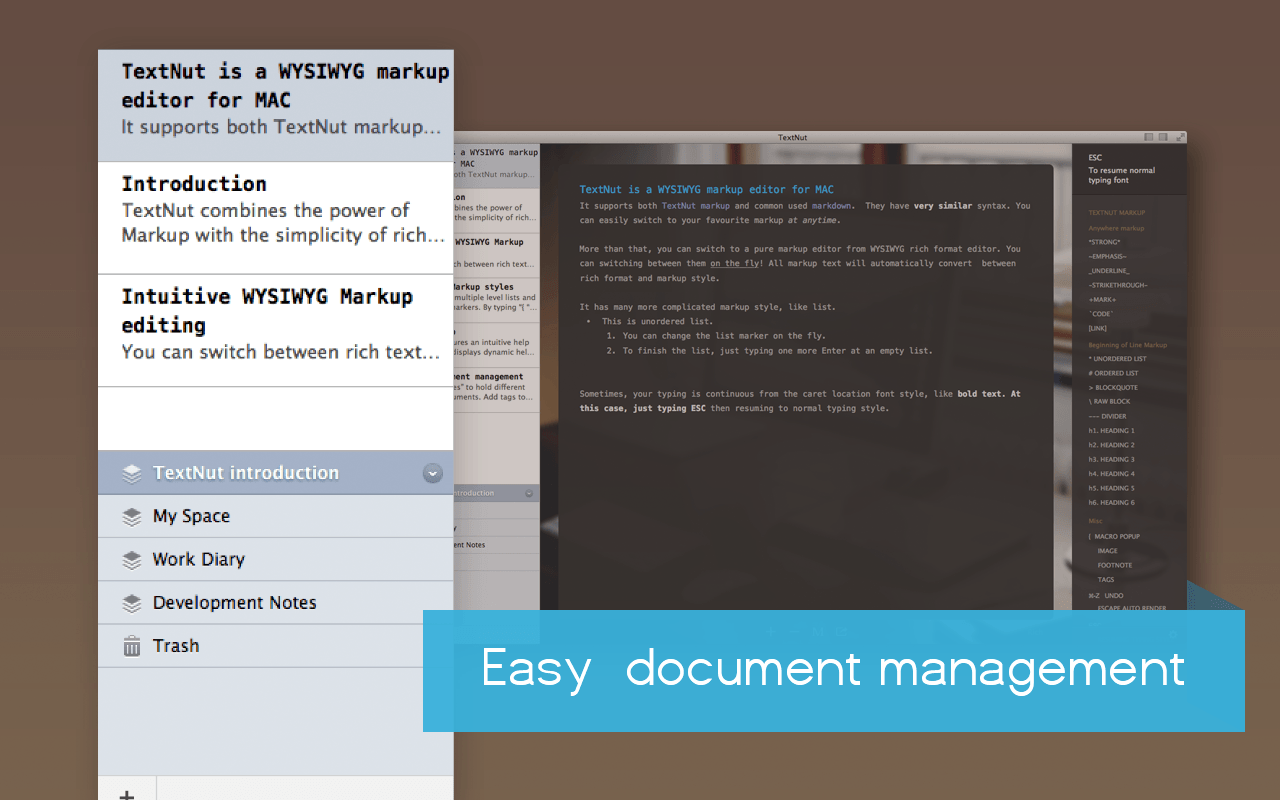 TextNut is a WYSIWYG markup
editor for MAC
It supports both TextNut markup...
Introduction
TextNut combines the power of
Markup with the simplicity of rich...
Intuitive WYSIWYG Markup
editing
You can switch between rich text...
TextNut introduction
My Space
Work Diary
Development Notes
Trash
+
TextNut
s a WYSIWYG markup
r MAC
oth TextNut markup...
ion
bines the power of
the simplicity of rich...
WYSIWYG Markup
ch between rich text...
Markup styles
multiple level lists and
arkers. By typing "{ "...
ures an intuitive help
displays dynamic hel...
ment management
es" to hold different
uments. Add tags to...
ntroduction
y
ent Notes
TextNut is a WYSIWYG markup editor for MAC
It supports both TextNut markup and common used markdown. They have very similar syntax. You
can easily switch to your favourite markup at anytime.
More than that, you can switch to a pure markup editor from WYSIWYG rich format editor. You
can switching between them on the fly! All markup text will automatically convert between
rich format and markup style.
It has many more complicated markup style, like list.
• This is unordered list.
1. You can change the list marker on the fly.
2. To finish the list, just typing one more Enter at an empty list.
Sometimes, your typing is continuous from the caret location font style, like bold text. At
this case, just typing ESC then resuming to normal typing style.
ESC
To resume normal
typing font
TEXTNUT MARKUP
Anywhere markup
*STRONG*
~EMPHASIS~
_UNDERLINE_
-STRIKETHROUGH-
+MARK+
`CODE`
[LINK]
Beginning of Line Markup
* UNORDERED LIST
# ORDERED LIST
> BLOCKQUOTE
\ RAW BLOCK
--- DIVIDER
h1. HEADING 1
h2. HEADING 2
h3. HEADING 3
h4. HEADING 4
h5. HEADING 5
h6. HEADING 6
Misc
{ MACRO POPUP
IMAGE
FOOTNOTE
TAGS
⌘-Z UNDO
ESCAPE AUTO RENDER
Easy document management